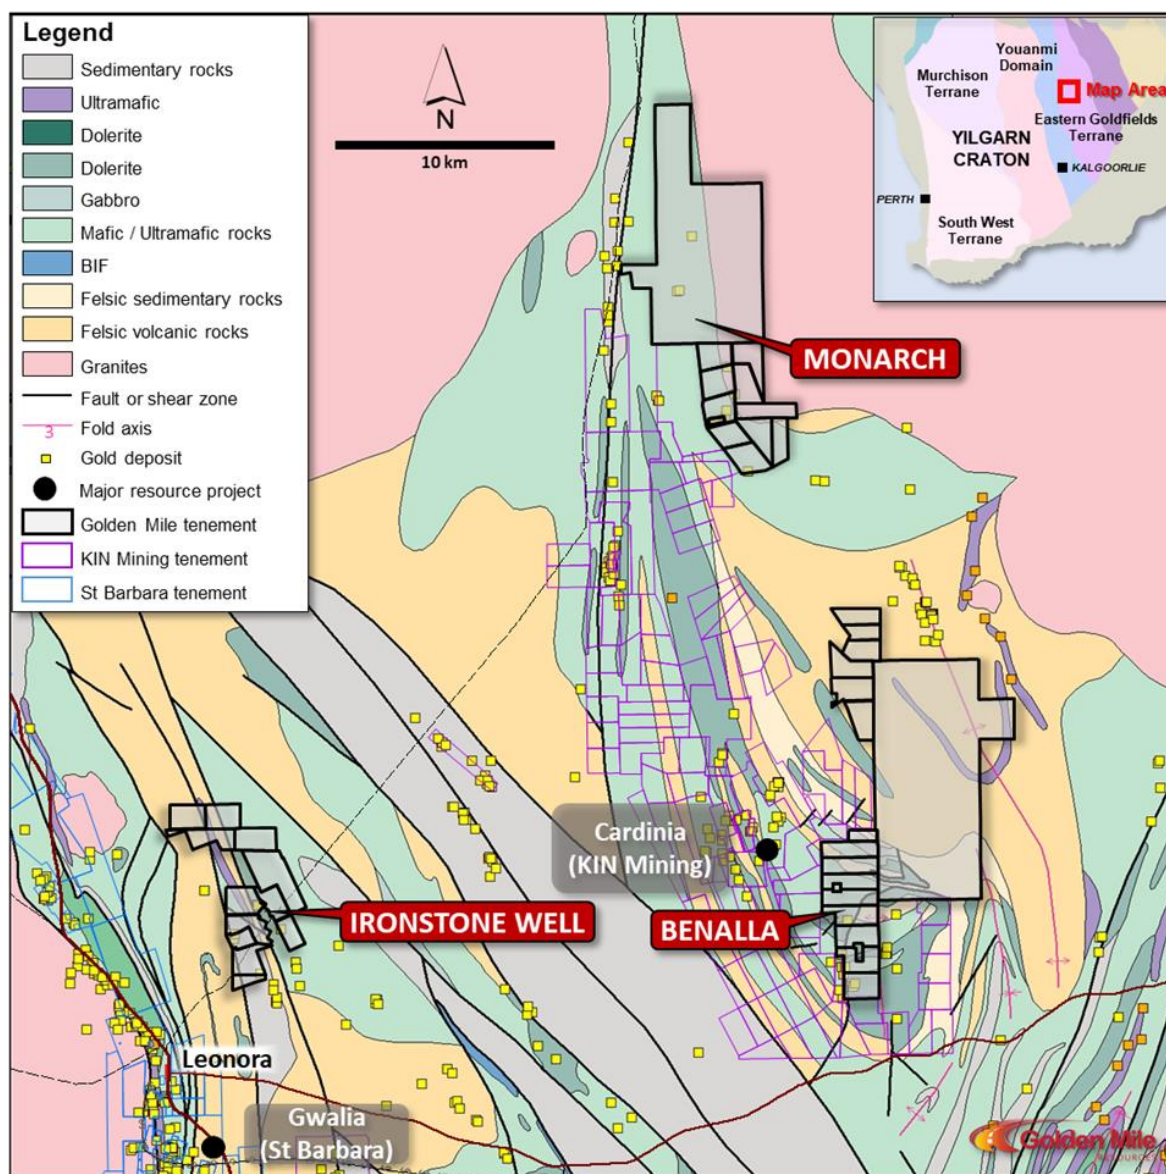 Legend
Sedimentary rocks
Ultramafic
Dolerite
Dolerite
Gabbro
Mafic / Ultramafic rocks
BIF
Felsic sedimentary rocks
Felsic volcanic rocks
Granites
Fault or shear zone
3
Fold axis
Gold deposit
Major resource project
Golden Mile tenement
KIN Mining tenement
St Barbara tenement
N
10 km
Youanmi
Domain
Murchison
Terrane
Map Area
Eastern Goldfields
Terrane
YILGARN
CRATON
KALGOORLIE
PERTH
South West
Terrane
MONARCH
Cardinia
(KIN Mining)
IRONSTONE WELL
BENALLA
Leonora
Gwalia
(St Barbara)
Golden Mile
RESOURCES